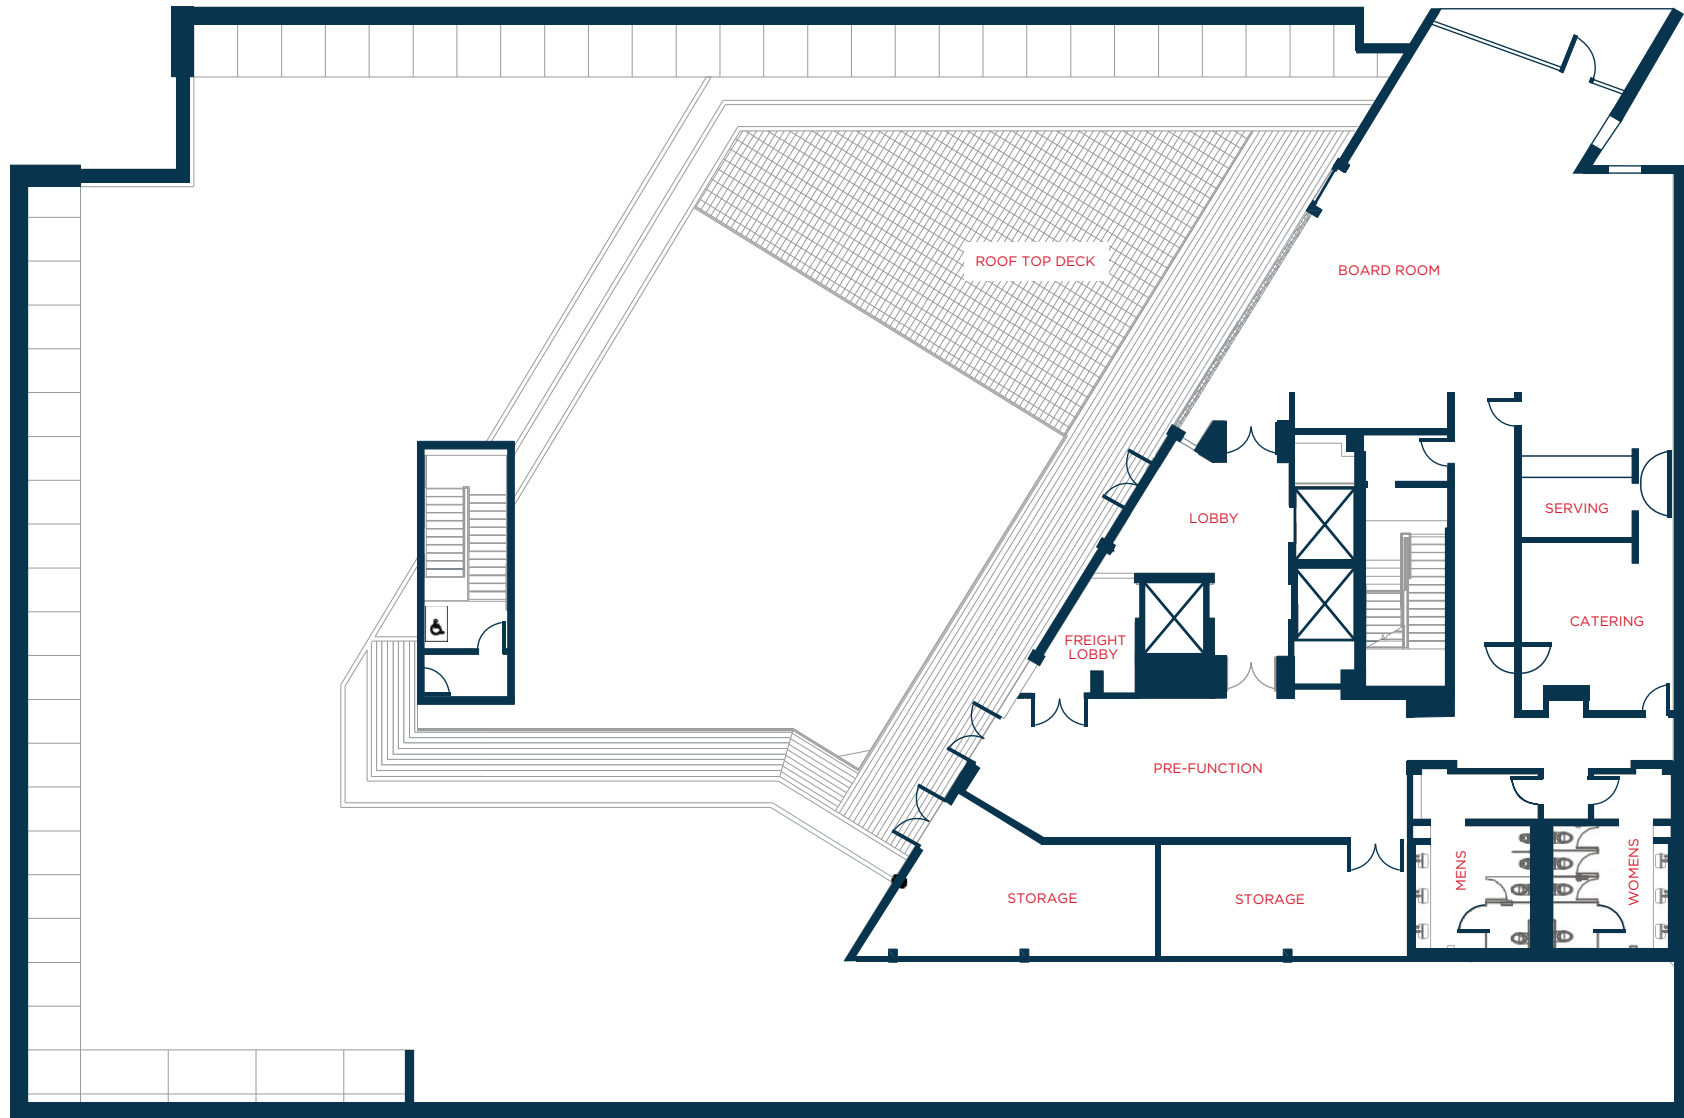 ROOF TOP DECK
BOARD ROOM
LOBBY
SERVING
FREIGHT
LOBBY
CATERING
PRE-FUNCTION
MENS
WOMENS
STORAGE
STORAGE